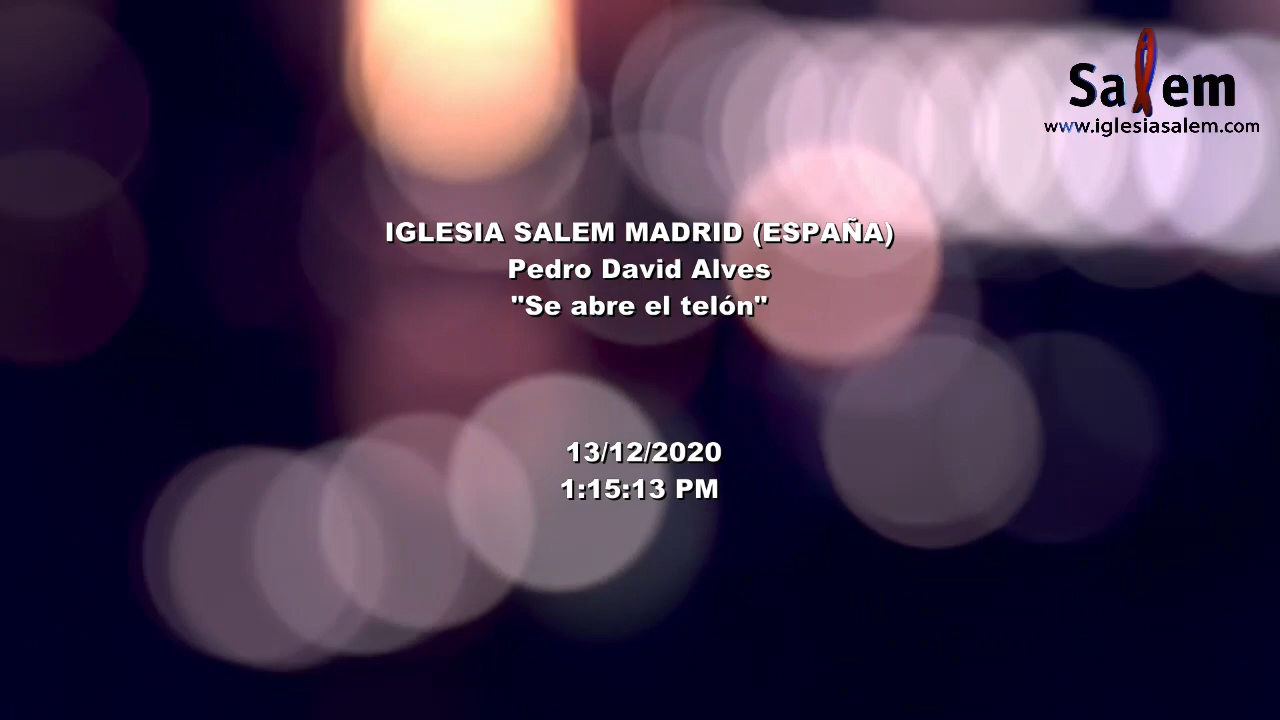 Salem
www.iglesiasalem.com
IGLESIA SALEM MADRID (ESPAÑA)
Pedro David Alves
"Se abre el telón"
13/12/2020
1:15:13 PM